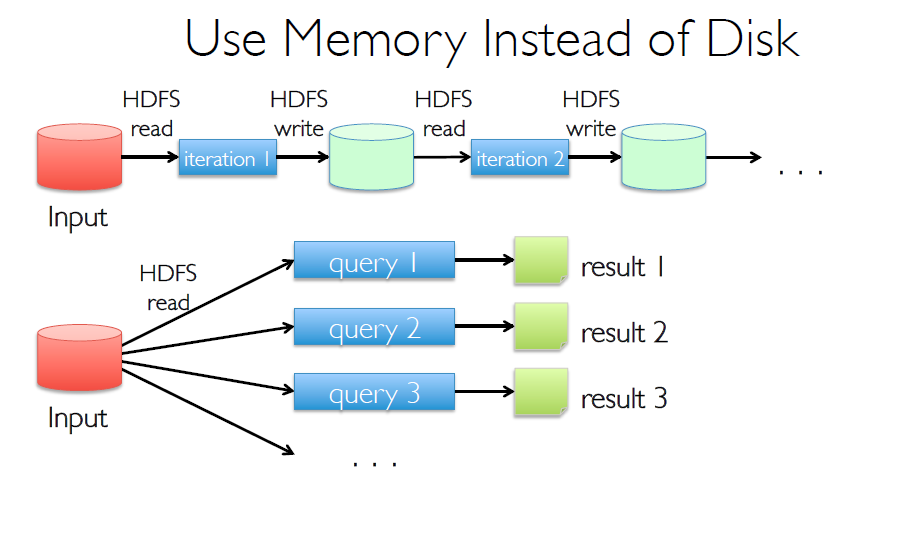 Use Memory Instead of Disk
HDFS read
HDFS write
HDFS read
HDFS write
iteration 1
iteration 2
. . .
Input
HDFS read
query 1
result 1
query 2
result 2
query 3
result 3
Input
. . .